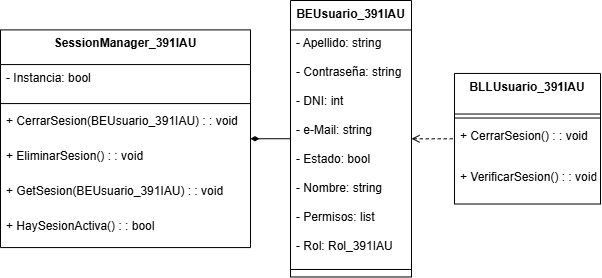 SessionManager_391IAU
- Instancia: bool
+ CerrarSesion(BEUsuario_391IAU) : : void
+ EliminarSesion() : : void
+ GetSesion(BEUsuario_391IAU) : : void
+ HaySesionActiva() : : bool
BEUsuario_391IAU
- Apellido: string
- Contraseña: string
- DNI: int
- e-Mail: string
- Estado: bool
- Nombre: string
- Permisos: list
- Rol: Rol_391IAU
BLLUsuario_391IAU
+ CerrarSesion() : : void
+ VerificarSesion() : : void